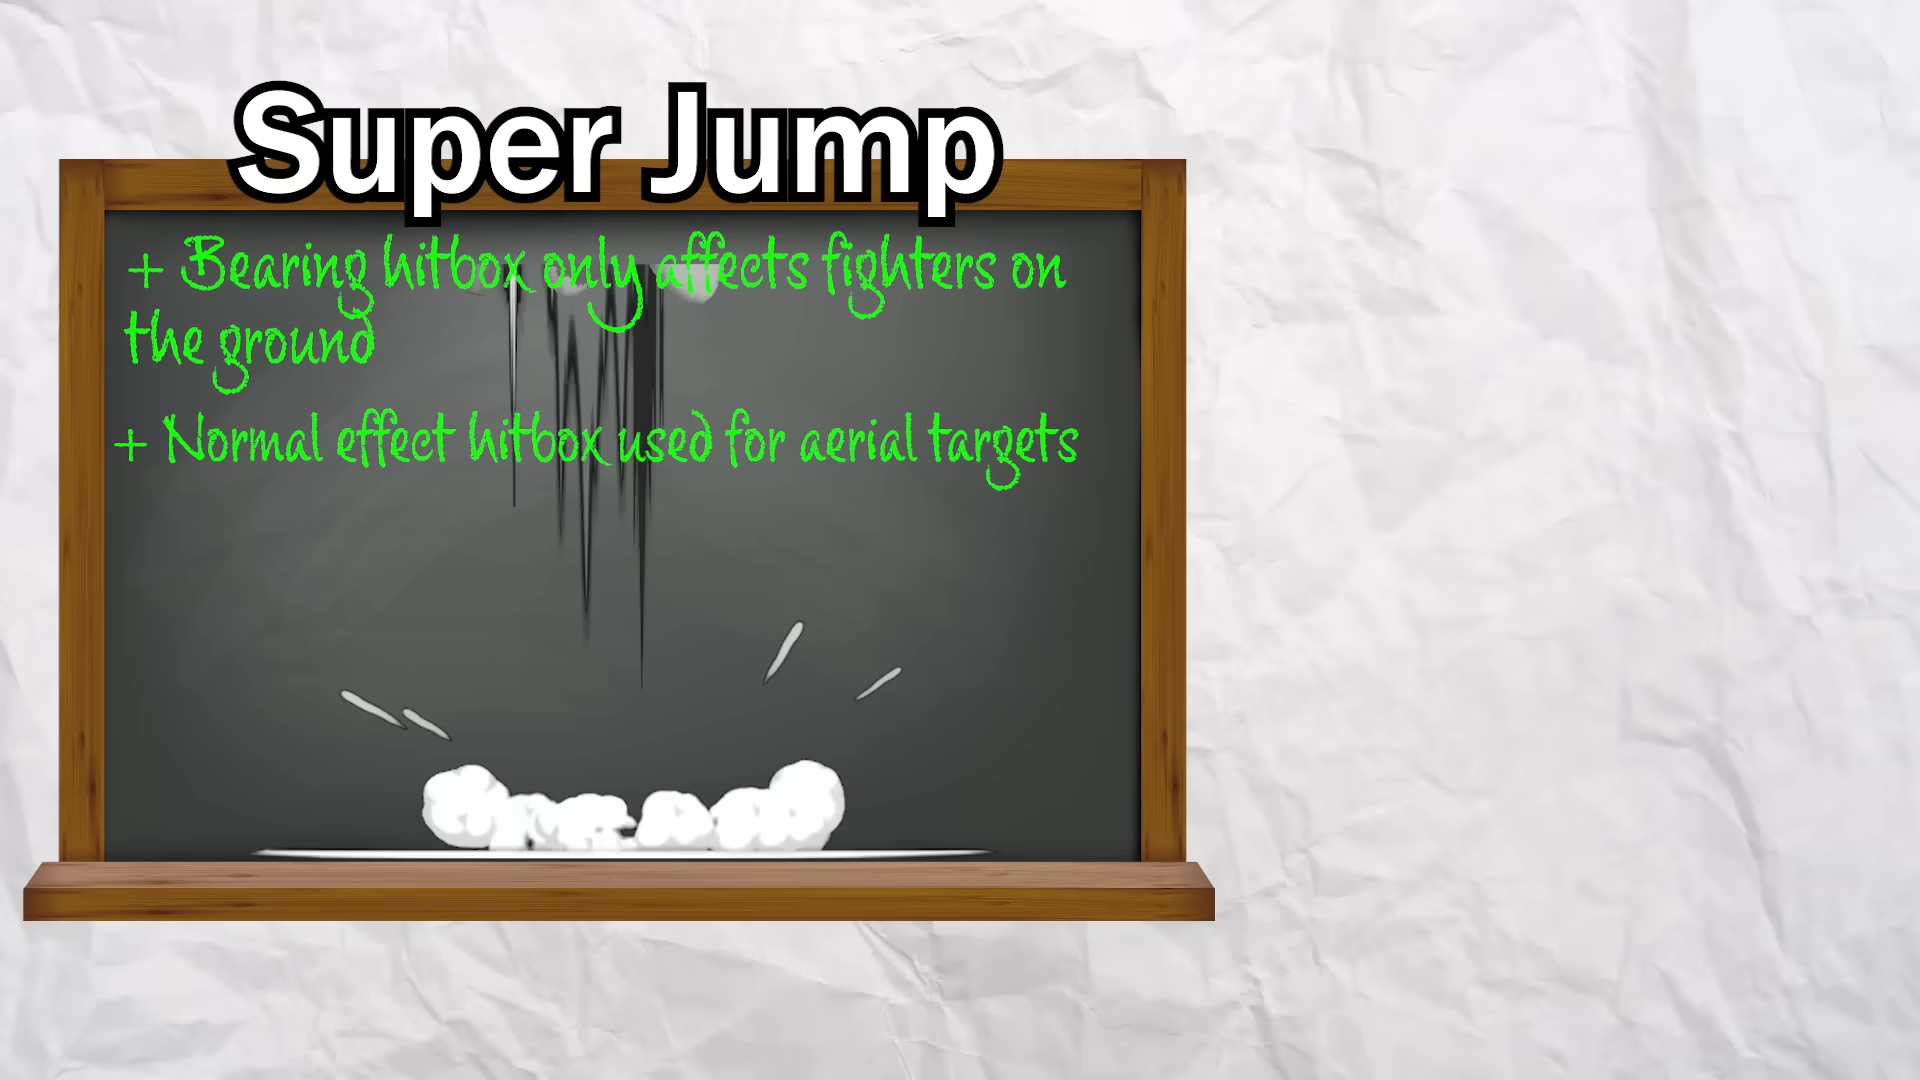 Super Jump
+ Bearing hitbox only affects fighters on
the ground
+ Normal effect hitbox used for aerial targets